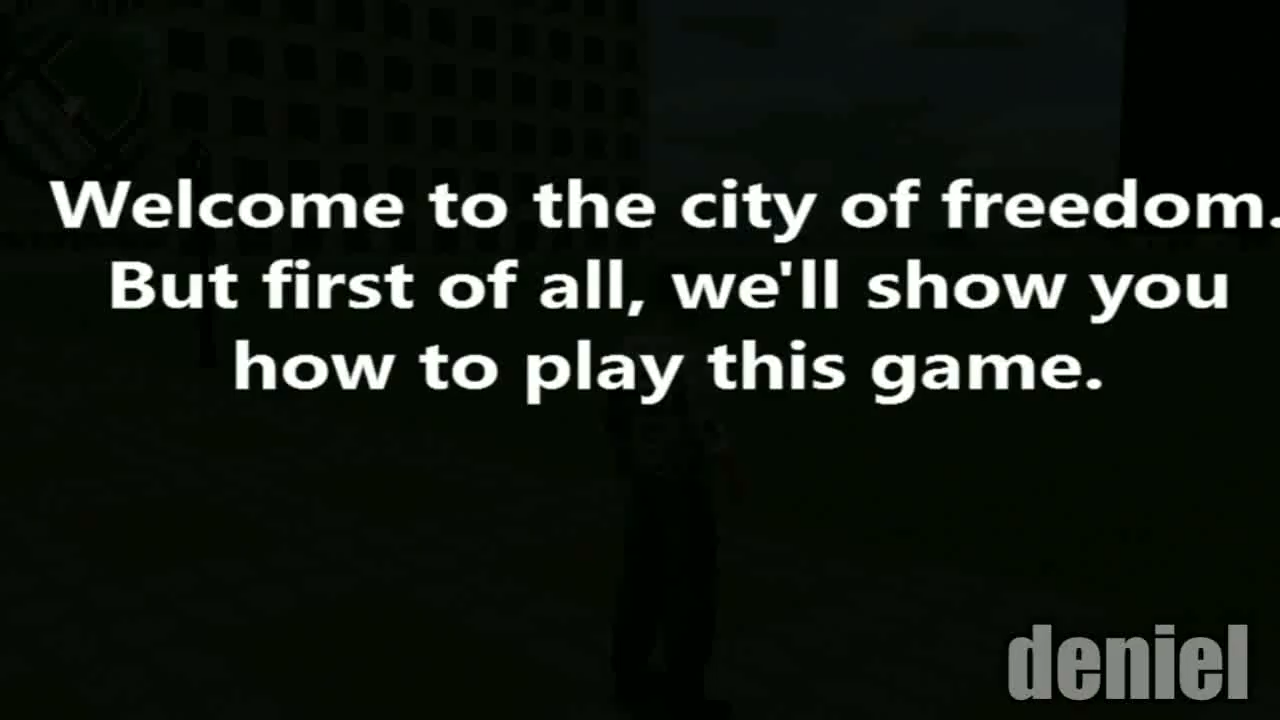 Welcome to the city of freedom.
But first of all, we'll show you
how to play this game.
deniel